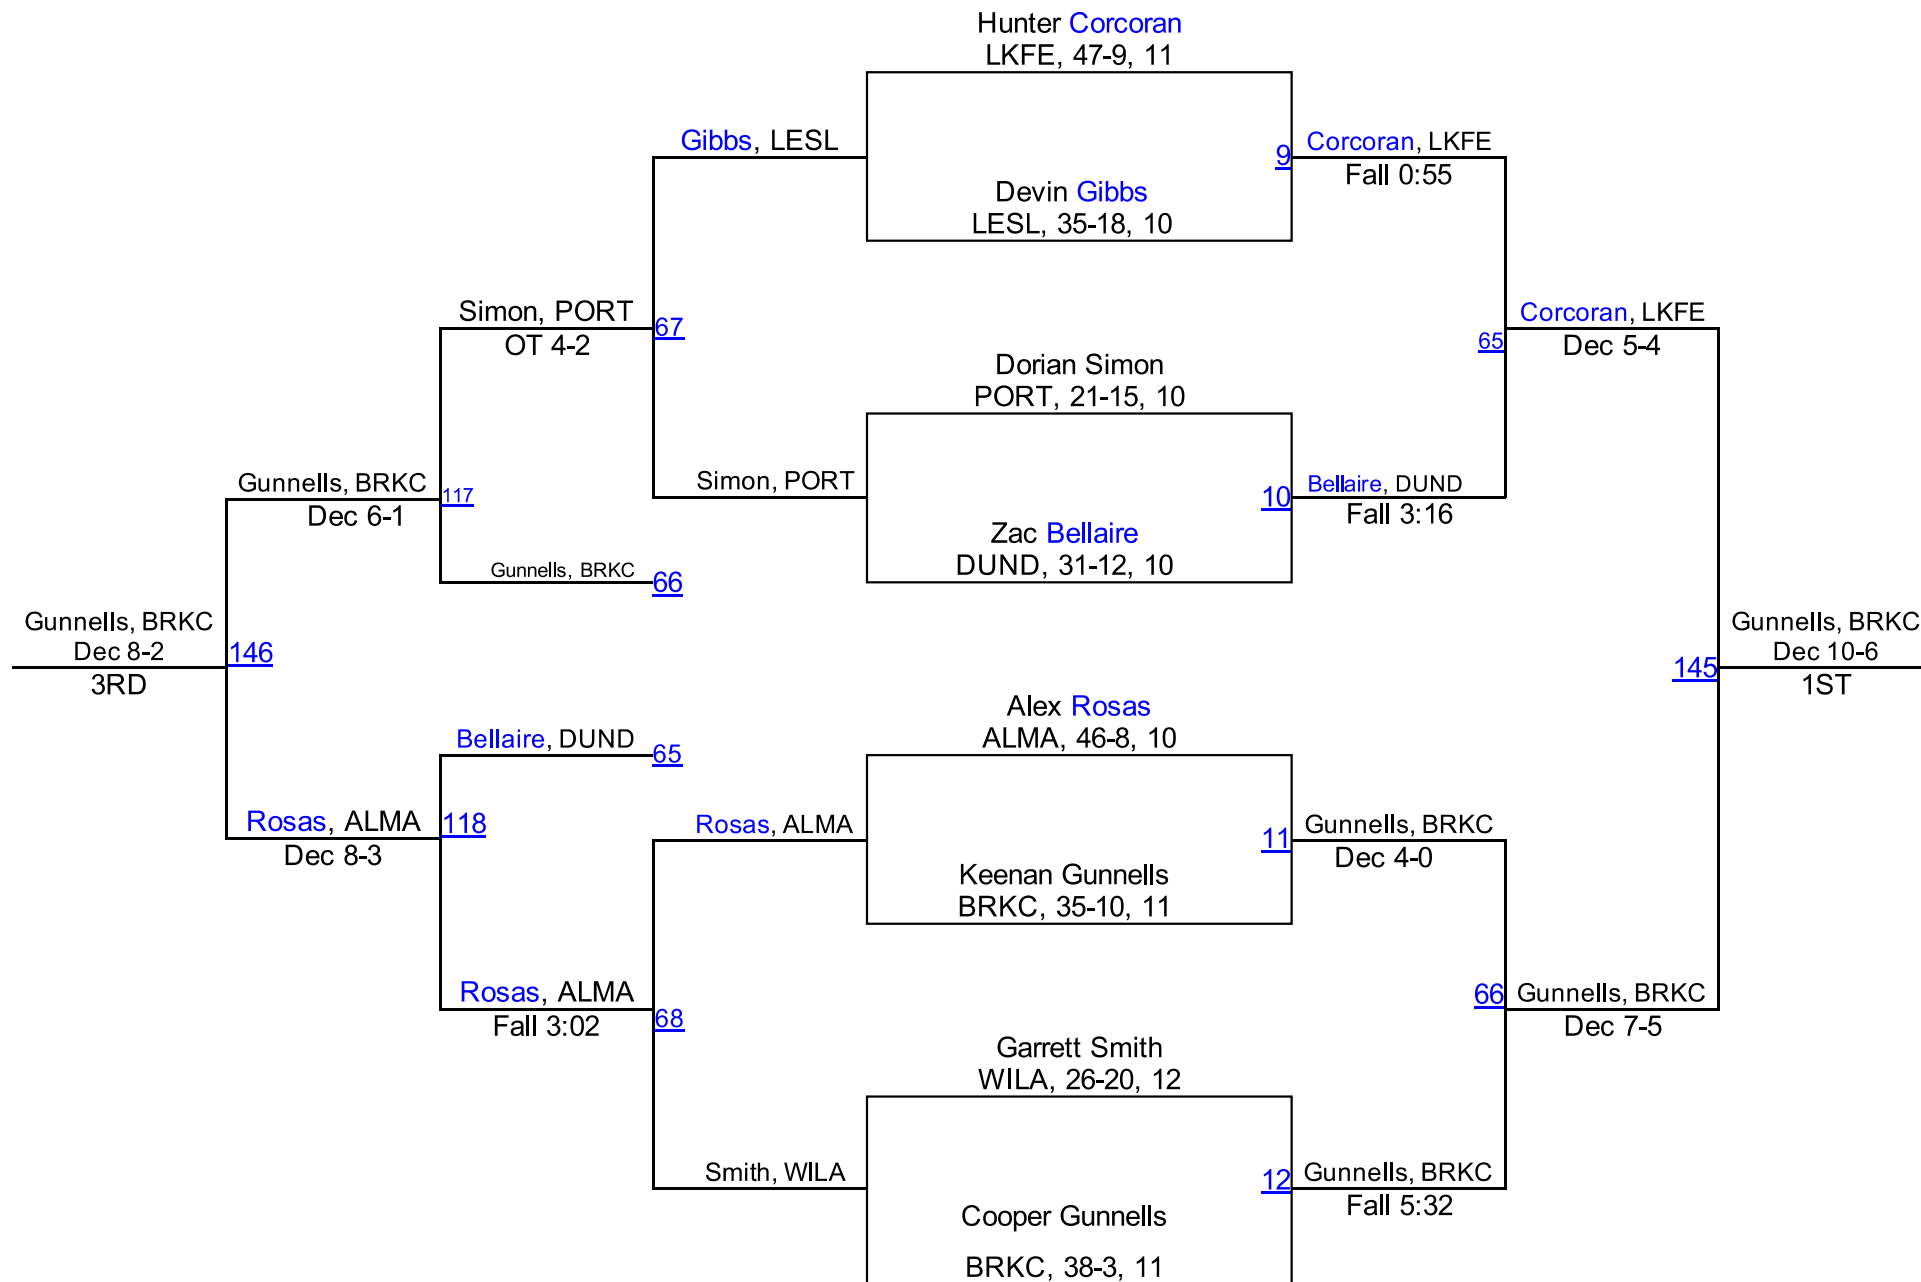 Hunter Corcoran
LKFE, 47-9, 11
Gibbs, LESL
9
Corcoran, LKFE
Fall 0:55
Devin Gibbs
LESL, 35-18, 10
Simon, PORT
OT 4-2
67
Corcoran, LKFE
Dec 5-4
65
Dorian Simon
PORT, 21-15, 10
Gunnells, BRKC
Dec 6-1
117
Simon, PORT
10
Bellaire, DUND
Fall 3:16
Zac Bellaire
DUND, 31-12, 10
Gunnells, BRKC
66
Gunnells, BRKC
Dec 8-2
3RD
146
145
Gunnells, BRKC
Dec 10-6
1ST
Bellaire, DUND
65
Alex Rosas
ALMA, 46-8, 10
Rosas, ALMA
Dec 8-3
118
Rosas, ALMA
11
Gunnells, BRKC
Dec 4-0
Keenan Gunnells
BRKC, 35-10, 11
Rosas, ALMA
Fall 3:02
68
66
Gunnells, BRKC
Dec 7-5
Garrett Smith
WILA, 26-20, 12
Smith, WILA
12
Gunnells, BRKC
Fall 5:32
Cooper Gunnells
BRKC, 38-3, 11